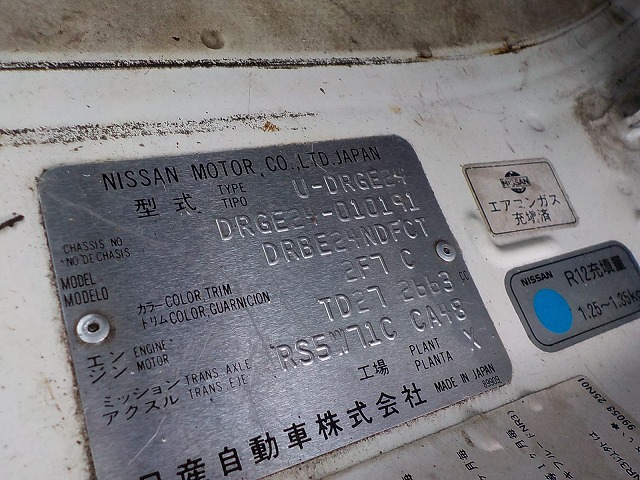 NISSAN MOTOR CO., LTD. JAPAN
型式 TYPE TIPO U-DRGE24
CHASSIS NO. N° DE CHASIS DRGE24-010191
MODEL MODELO DRBE24NDFCT
カラー COLOR, TRIM トリム COLOR, GUARNICION 2F7 C
エンジン ENGINE MOTOR TD27 2663 cc
ミッション アクスル TRANS AXLE TRANS EJE RS5W71C CA48
工場 PLANT PLANTA X
日産自動車株式会社 MADE IN JAPAN
NISSAN
エアコンガス
充填済
NISSAN R12充填量
1.25～1.35KG
99053 25N01